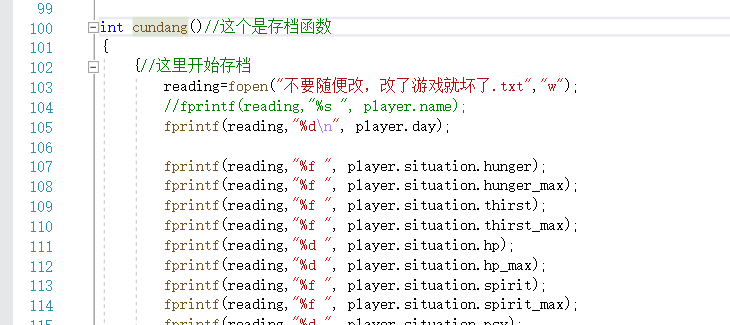 99
100 int cundang()//这个是存档函数
101 {
102 {//这里开始存档
103 reading=fopen("不要随便改，改了游戏就坏了.txt","w");
104 //fprintf(reading,"%s ", player.name);
105 fprintf(reading,"%d\n", player.day);
106
107 fprintf(reading,"%f ", player.situation.hunger);
108 fprintf(reading,"%f ", player.situation.hunger_max);
109 fprintf(reading,"%f ", player.situation.thirst);
110 fprintf(reading,"%f ", player.situation.thirst_max);
111 fprintf(reading,"%d ", player.situation.hp);
112 fprintf(reading,"%d ", player.situation.hp_max);
113 fprintf(reading,"%f ", player.situation.spirit);
114 fprintf(reading,"%f ", player.situation.spirit_max);
115 fprintf(reading,"%d ", player.situation.psy);